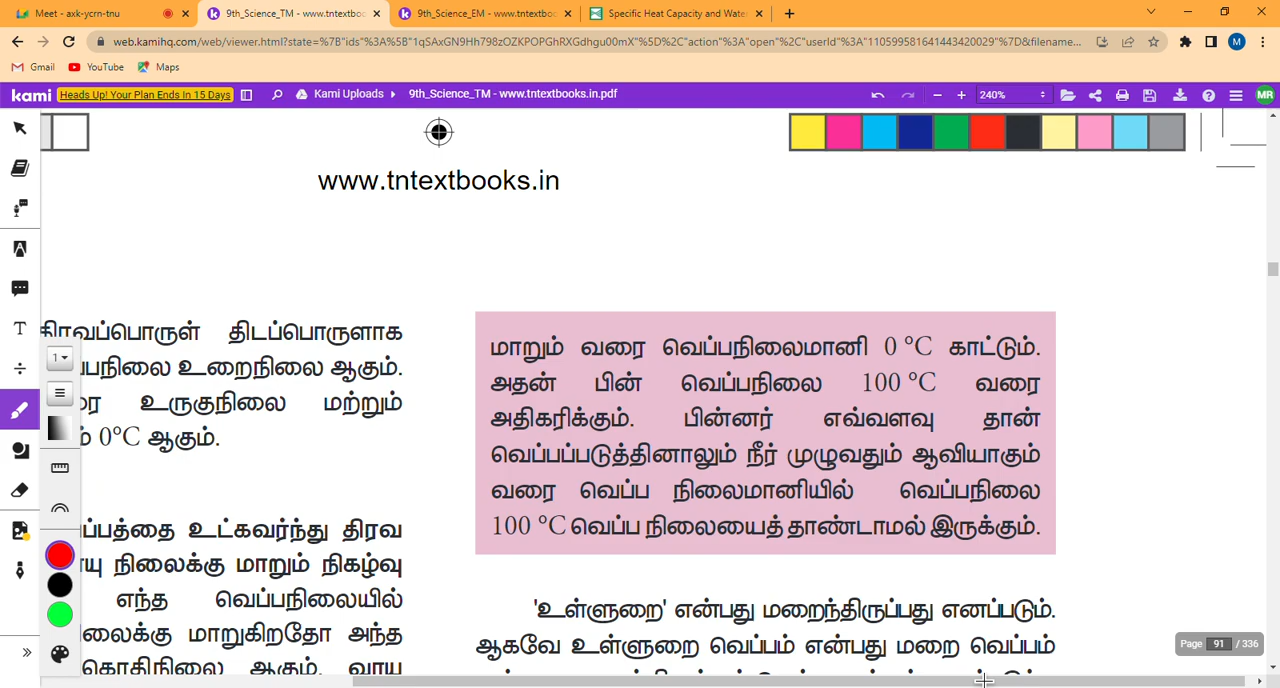 Meet - axk-ycrn-tnu
9th_Science_TM - www.tntextboo
9th_Science_EM - www.tntextboo
Specific Heat Capacity and Wate
web.kamihq.com/web/viewer.html?state=%7B"ids"%3A%5B"1qSAxGN9Hh798zOZKPOPGhRXGdhgu00mX"%5D%2C"action"%3A"open"%2C"userId"%3A"110599581641443420029"%7D&filename...
M
Gmail
YouTube
Maps
kami
Heads Up! Your Plan Ends In 15 Days
Kami Uploads
9th_Science_TM - www.tntextbooks.in.pdf
240%
MR
www.tntextbooks.in
திரவப்பொருள் திடப்பொருளாக
பநிலை உறைநிலை ஆகும்.
உருகுநிலை மற்றும்
0°C ஆகும்.
ப்பத்தை உட்கவர்ந்து திரவ
யு நிலைக்கு மாறும் நிகழ்வு
எந்த வெப்பநிலையில்
லைக்கு மாறுகிறதோ அந்த
கொதிநிலை ஆகும். வாயு
மாறும் வரை வெப்பநிலைமானி 0 °C காட்டும்.
அதன் பின் வெப்பநிலை 100 °C வரை
அதிகரிக்கும். பின்னர் எவ்வளவு தான்
வெப்பப்படுத்தினாலும் நீர் முழுவதும் ஆவியாகும்
வரை வெப்ப நிலைமானியில் வெப்பநிலை
100 °C வெப்ப நிலையைத் தாண்டாமல் இருக்கும்.
'உள்ளுறை' என்பது மறைந்திருப்பது எனப்படும்.
ஆகவே உள்ளுறை வெப்பம் என்பது மறை வெப்பம்
1
Page 91 / 336